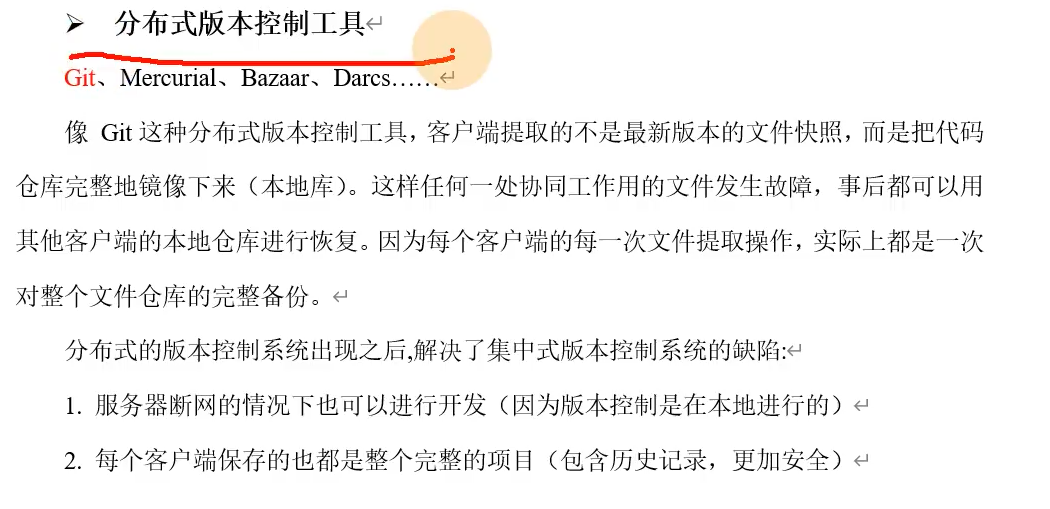 ➢ 分布式版本控制工具↵
Git、Mercurial、Bazaar、Darcs……↵
像 Git 这种分布式版本控制工具，客户端提取的不是最新版本的文件快照，而是把代码
仓库完整地镜像下来（本地库）。这样任何一处协同工作用的文件发生故障，事后都可以用
其他客户端的本地仓库进行恢复。因为每个客户端的每一次文件提取操作，实际上都是一次
对整个文件仓库的完整备份。↵
分布式的版本控制系统出现之后,解决了集中式版本控制系统的缺陷:↵
1. 服务器断网的情况下也可以进行开发（因为版本控制是在本地进行的）↵
2. 每个客户端保存的也都是整个完整的项目（包含历史记录，更加安全）↵